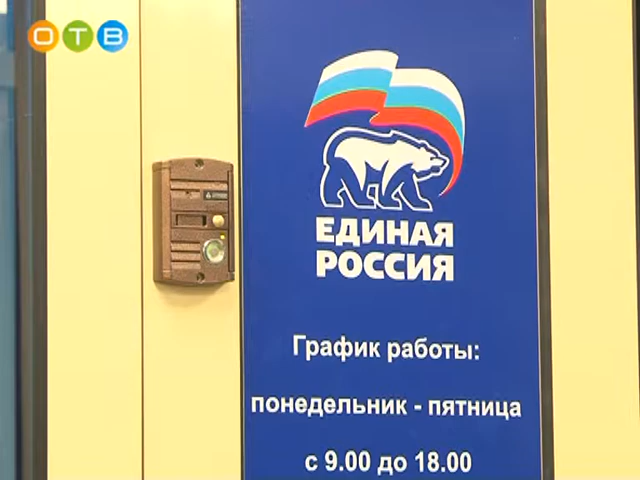 ОТВ
ЕДИНАЯ
РОССИЯ
График работы:
понедельник - пятница
с 9.00 до 18.00